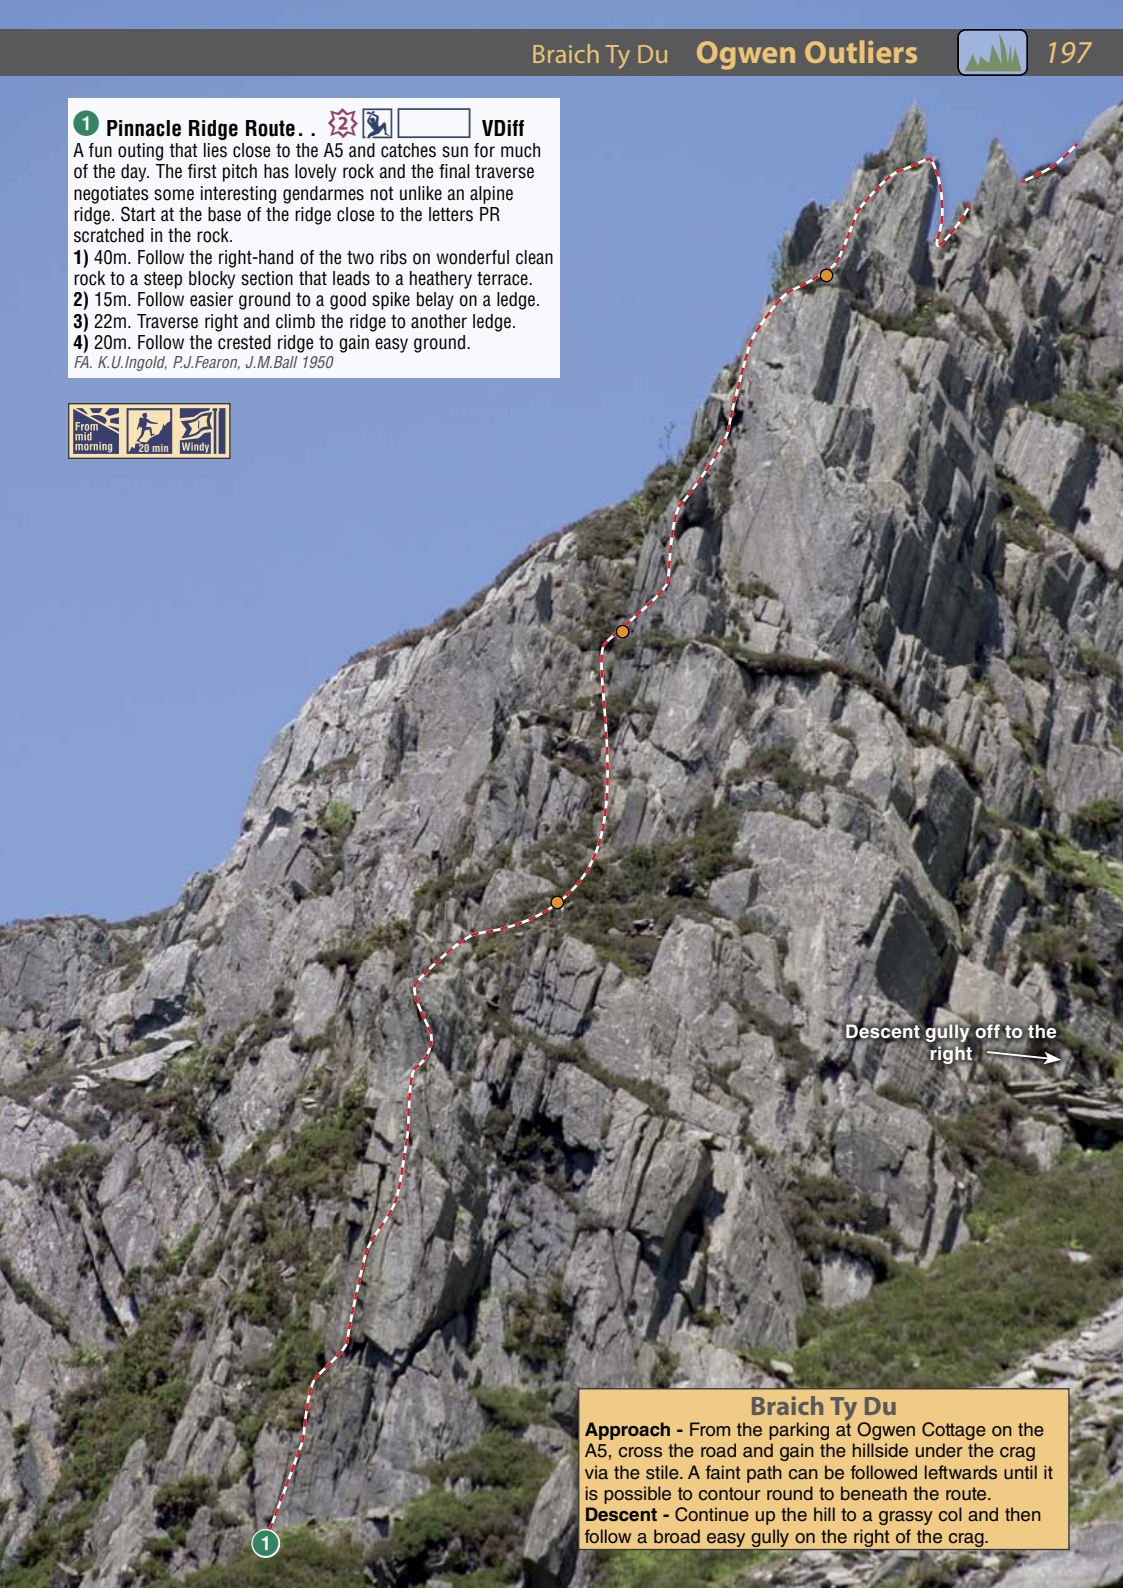 Braich Ty Du Ogwen Outliers 197
1 Pinnacle Ridge Route . . 2 VDiff
A fun outing that lies close to the A5 and catches sun for much
of the day. The first pitch has lovely rock and the final traverse
negotiates some interesting gendarmes not unlike an alpine
ridge. Start at the base of the ridge close to the letters PR
scratched in the rock.
1) 40m. Follow the right-hand of the two ribs on wonderful clean
rock to a steep blocky section that leads to a heathery terrace.
2) 15m. Follow easier ground to a good spike belay on a ledge.
3) 22m. Traverse right and climb the ridge to another ledge.
4) 20m. Follow the crested ridge to gain easy ground.
FA. K.U.Ingold, P.J.Fearon, J.M.Ball 1950
From
mid
morning
20 min
Windy
Descent gully off to the
right
Braich Ty Du
Approach - From the parking at Ogwen Cottage on the
A5, cross the road and gain the hillside under the crag
via the stile. A faint path can be followed leftwards until it
is possible to contour round to beneath the route.
Descent - Continue up the hill to a grassy col and then
follow a broad easy gully on the right of the crag.
1